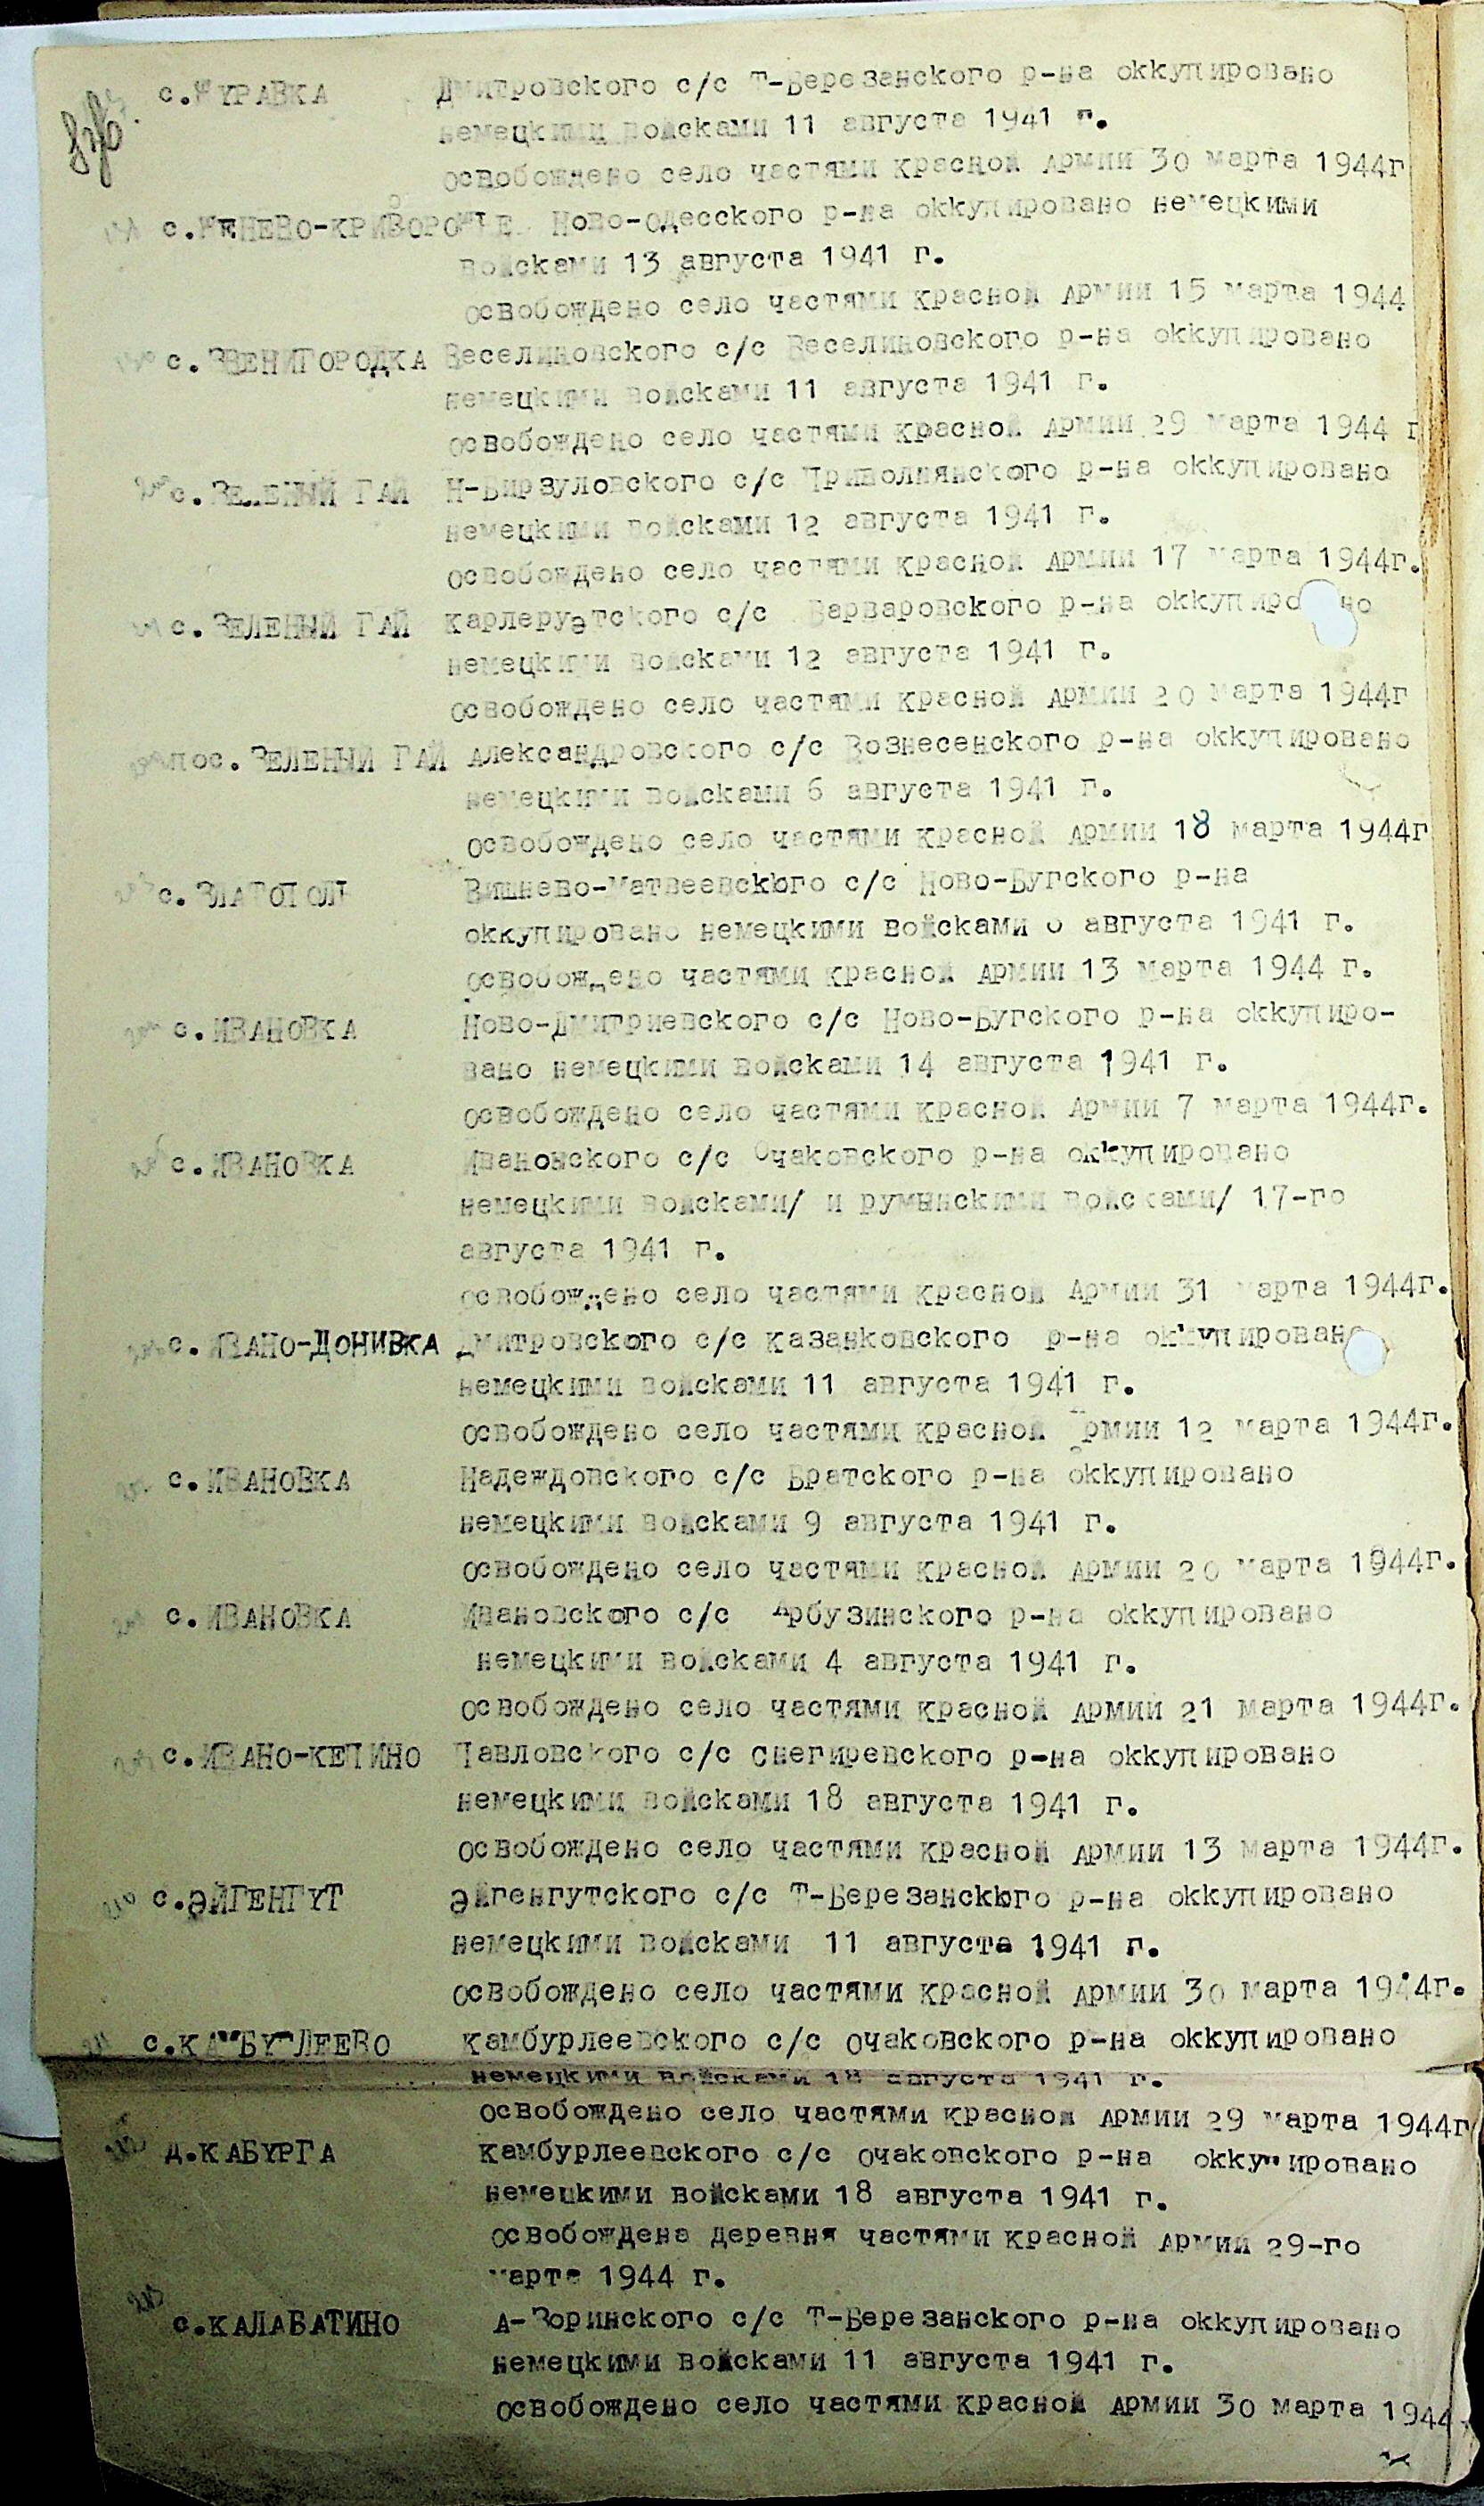 с.ЖУРАВКА Дмитровского с/с Т-Березанского р-на оккупировано
немецкими войсками 11 августа 1941 г.
освобождено село частями красной Армии 30 марта 1944г
с.ЖЕНЕВО-КРИВОРОЖЬЕ Ново-Одесского р-на оккупировано немецкими
войсками 13 августа 1941 г.
освобождено село частями красной Армии 15 марта 1944
с.ЗВЕНИГОРОДКА Веселиновского с/с Веселиновского р-на оккупировано
немецкими войсками 11 августа 1941 г.
освобождено село частями красной Армии 29 марта 1944 г
с.ЗЕЛЕНЫЙ ГАЙ Н-Бирзуловского с/с Привольнянского р-на оккупировано
немецкими войсками 12 августа 1941 г.
освобождено село частями красной Армии 17 марта 1944г.
с.ЗЕЛЕНЫЙ ГАЙ Карлеруэтского с/с Варваровского р-на оккупировано
немецкими войсками 12 августа 1941 г.
освобождено село частями красной Армии 20 марта 1944г
пос.ЗЕЛЕНЫЙ ГАЙ Александровского с/с Вознесенского р-на оккупировано
немецкими войсками 6 августа 1941 г.
освобождено село частями красной Армии 18 марта 1944г
с.ЗЛАТОПОЛЬ Вишнево-Матвеевского с/с Ново-Бугского р-на
оккупировано немецкими войсками августа 1941 г.
освобождено частями красной Армии 13 марта 1944 г.
с.ИВАНОВКА Ново-Дмитриевского с/с Ново-Бугского р-на оккупиро-
вано немецкими войсками 14 августа 1941 г.
освобождено село частями красной Армии 7 марта 1944г.
с.ИВАНОВКА Ивановского с/с Очаковского р-на оккупировано
немецкими войсками/ и румынскими войсками/ 17-го
августа 1941 г.
освобождено село частями красной Армии 31 марта 1944г.
с.ИВАНО-ДОНИВКА Дмитровского с/с казанковского р-на оккупировано
немецкими войсками 11 августа 1941 г.
освобождено село частями красной Армии 12 марта 1944г.
с.ИВАНОВКА Надеждовского с/с Братского р-на оккупировано
немецкими войсками 9 августа 1941 г.
освобождено село частями красной Армии 20 марта 1944г.
с.ИВАНОВКА Ивановского с/с Арбузинского р-на оккупировано
немецкими войсками 4 августа 1941 г.
освобождено село частями красной Армии 21 марта 1944г.
с.ИВАНО-КЕПИНО Павловского с/с Снегиревского р-на оккупировано
немецкими войсками 18 августа 1941 г.
освобождено село частями красной Армии 13 марта 1944г.
с.ЭЙГЕНГУТ Эйгенгутского с/с Т-Березанского р-на оккупировано
немецкими войсками 11 августа 1941 г.
освобождено село частями красной Армии 30 марта 1944г.
с.КАМБУРЛЕЕВО камбурлеевского с/с Очаковского р-на оккупировано
немецкими войсками 18 августа 1941 г.
освобождено село частями красной Армии 29 марта 1944г
д.КАБУРГА камбурлеевского с/с Очаковского р-на оккупировано
немецкими войсками 18 августа 1941 г.
освобождена деревня частями красной Армии 29-го
марта 1944 г.
с.КАЛАБАТИНО А-Зоринского с/с Т-Березанского р-на оккупировано
немецкими войсками 11 августа 1941 г.
освобождено село частями красной Армии 30 марта 1944